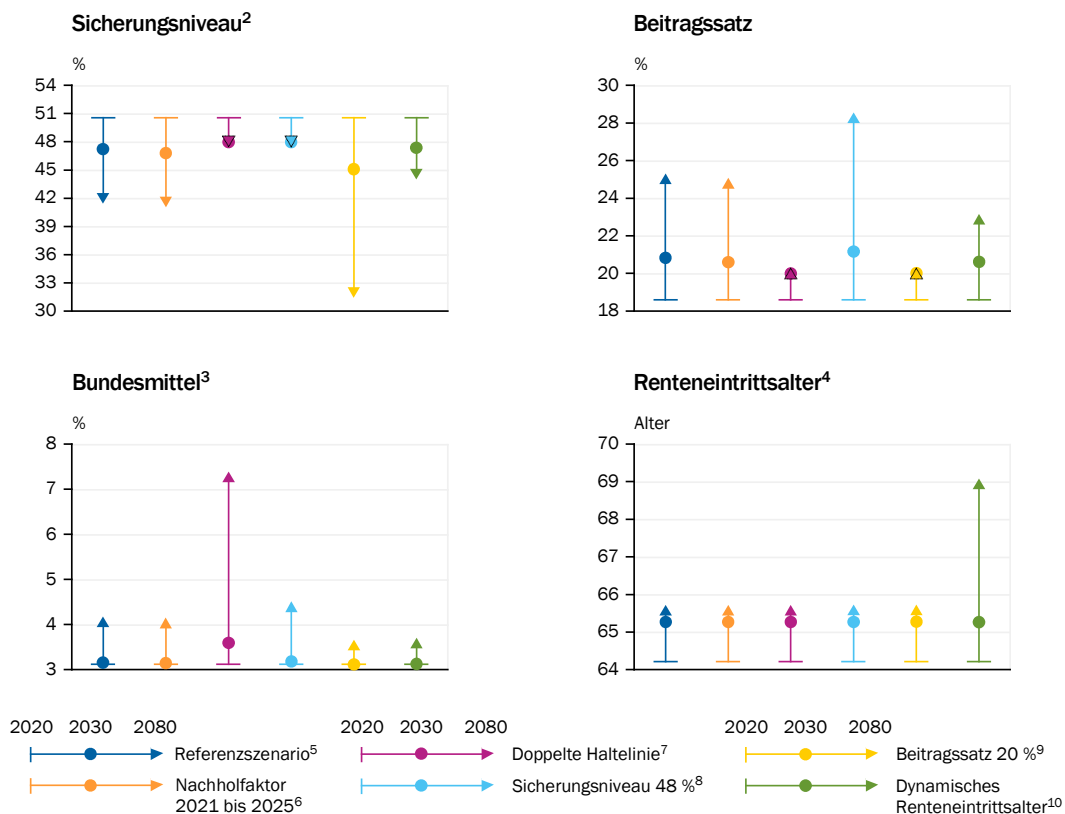 Sicherungsniveau²
%
54
51
48
45
42
39
36
33
30
Beitragssatz
%
30
28
26
24
22
20
18
Bundesmittel³
%
8
7
6
5
4
3
Renteneintrittsalter⁴
Alter
70
69
68
67
66
65
64
2020 2030 2080
Referenzszenario⁵
Nachholfaktor
2021 bis 2025⁶
2020 2030 2080
Doppelte Haltelinie⁷
Sicherungsniveau 48 %⁸
2020 2030 2080
Beitragssatz 20 %⁹
Dynamisches
Renteneintrittsalter¹⁰